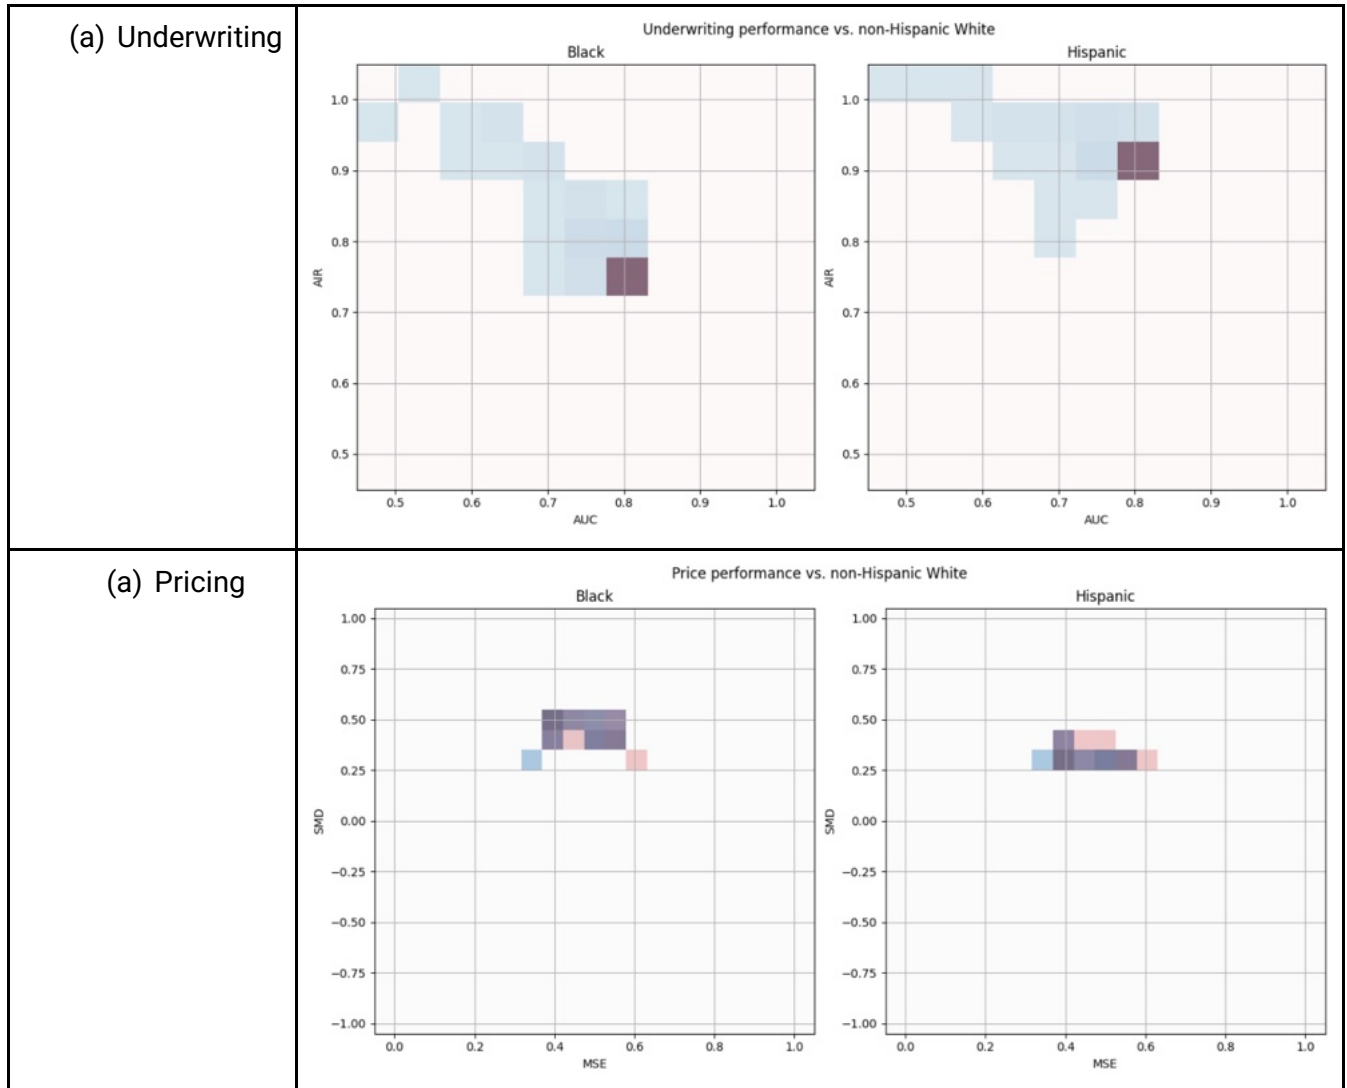 (a) Underwriting
Underwriting performance vs. non-Hispanic White
Black
Hispanic
1.0
0.9
0.8
0.7
0.6
0.5
AIR
0.5 0.6 0.7 0.8 0.9 1.0
AUC
1.0
0.9
0.8
0.7
0.6
0.5
AIR
0.5 0.6 0.7 0.8 0.9 1.0
AUC
(a) Pricing
Price performance vs. non-Hispanic White
Black
Hispanic
1.00
0.75
0.50
0.25
0.00
−0.25
−0.50
−0.75
−1.00
SMD
0.0 0.2 0.4 0.6 0.8 1.0
MSE
1.00
0.75
0.50
0.25
0.00
−0.25
−0.50
−0.75
−1.00
SMD
0.0 0.2 0.4 0.6 0.8 1.0
MSE